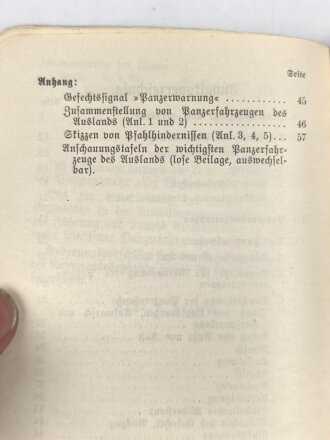 Seite
Anhang:
Gefechtssignal »Panzerwarnung« ............ 45
Zusammenstellung von Panzerfahrzeugen des
Auslands (Anl. 1 und 2) ................... 46
Skizzen von Pfahlhindernissen (Anl. 3, 4, 5)... 57
Anschauungstafeln der wichtigsten Panzerfahr-
zeuge des Auslands (lose Beilage, auswechsel-
bar).